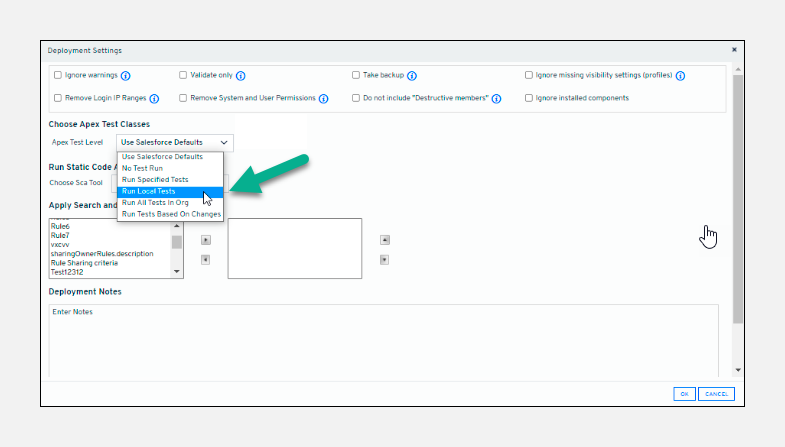 Deployment Settings
Ignore warnings
Validate only
Take backup
Ignore missing visibility settings (profiles)
Remove Login IP Ranges
Remove System and User Permissions
Do not include "Destructive members"
Ignore installed components
Choose Apex Test Classes
Apex Test Level
Use Salesforce Defaults
Use Salesforce Defaults
No Test Run
Run Specified Tests
Run Local Tests
Run All Tests In Org
Run Tests Based On Changes
Run Static Code
Choose Sca Tool
Apply Search and
Rule6
Rule7
vxcvv
sharingOwnerRules.description
Rule Sharing criteria
Test12312
Deployment Notes
Enter Notes
OK
CANCEL